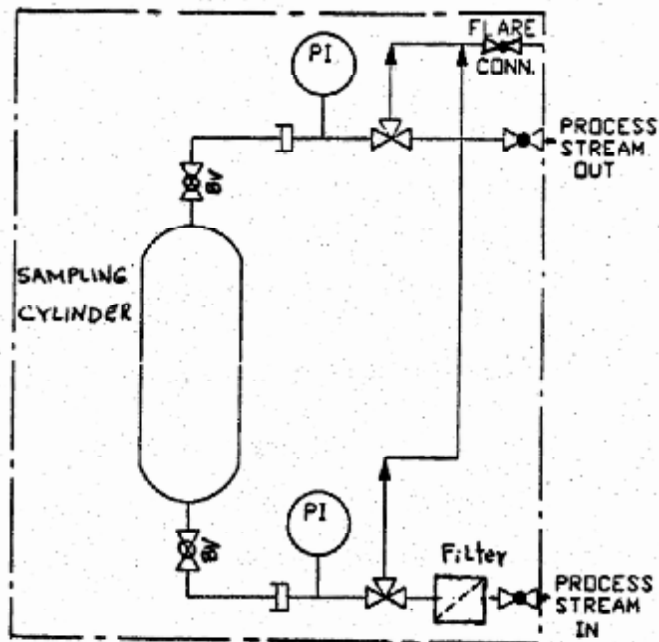 FLARE
CONN.
PI
PROCESS
STREAM
OUT
BV
SAMPLING
CYLINDER
PI
BV
Filter
PROCESS
STREAM
IN